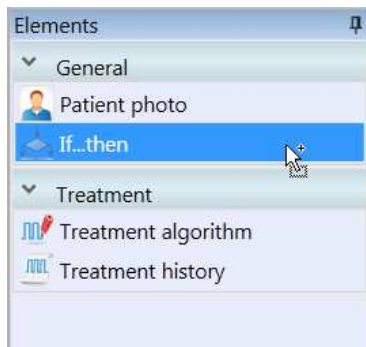 Elements
General
Patient photo
If...then
Treatment
Treatment algorithm
Treatment history